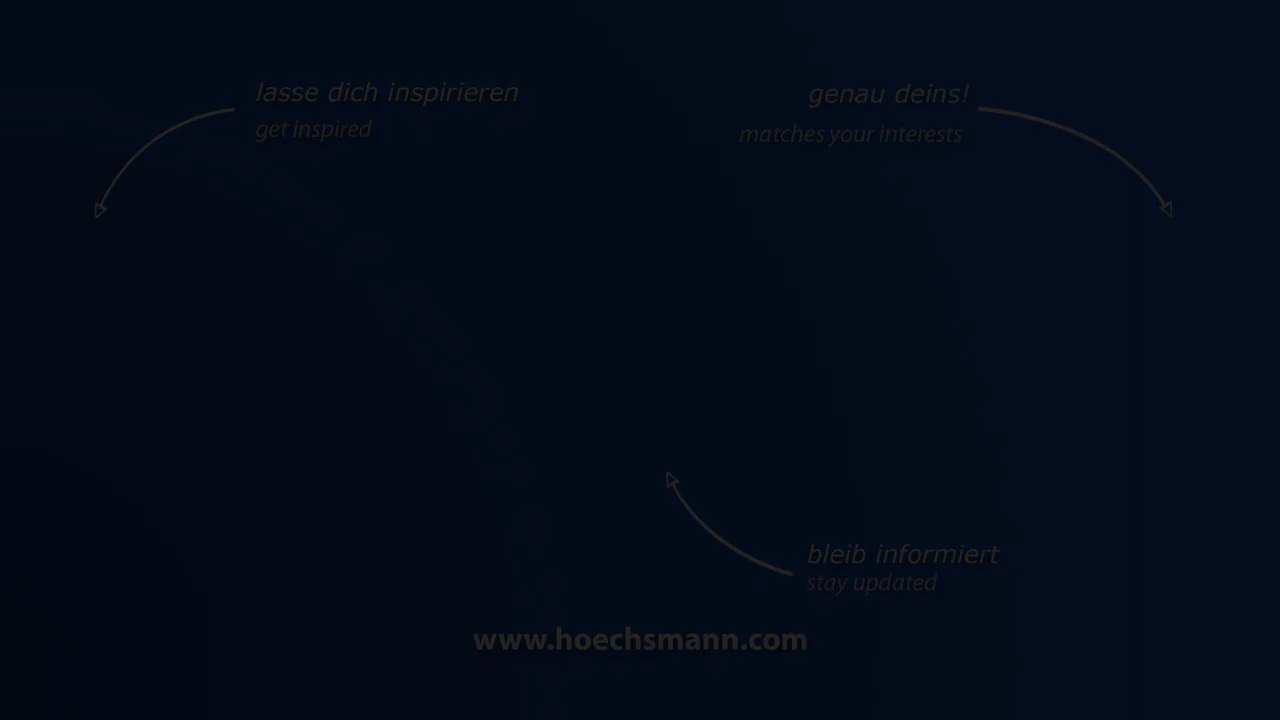 lasse dich inspirieren
get inspired
genau deins!
matches your interests
bleib informiert
stay updated
www.hoechsmann.com